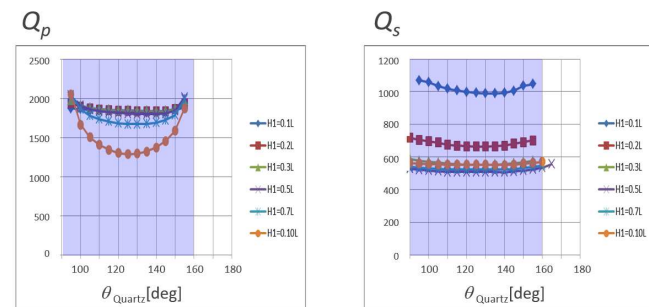 Qp
Qs
2500
2000
1500
1000
500
0
100 120 140 160 180
θQuartz[deg]
H1=0.1L
H1=0.2L
H1=0.3L
H1=0.5L
H1=0.7L
H1=0.10L
1200
1000
800
600
400
200
0
100 120 140 160 180
θQuartz[deg]
H1=0.1L
H1=0.2L
H1=0.3L
H1=0.5L
H1=0.7L
H1=0.10L